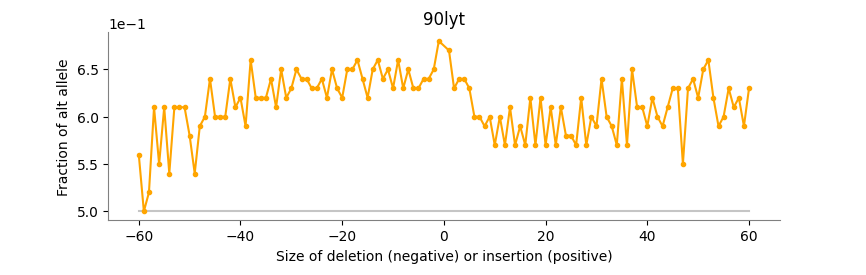 90lyt
1e−1
6.5
6.0
5.5
5.0
Fraction of alt allele
−60 −40 −20 0 20 40 60
Size of deletion (negative) or insertion (positive)